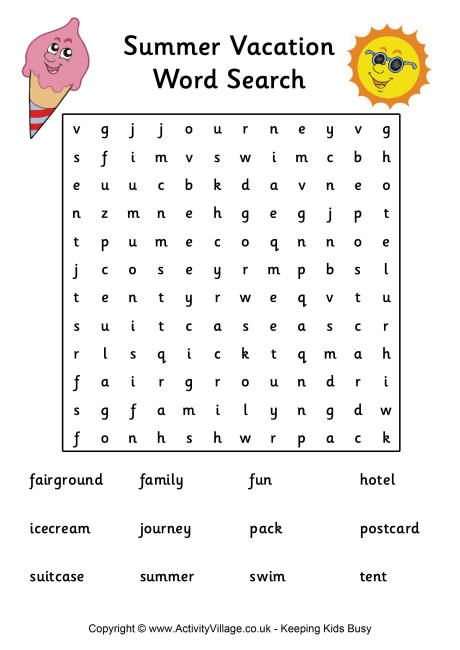 Summer Vacation
Word Search
v g j j o u r n e y v g
s f i m v s w i m c b h
e u u c b k d a v n e o
n z m n e h g e g j p t
t p u m e c o q n n o e
j c o s e y r m p b s l
t e n t y r w e q v t u
s u i t c a s e a s c r
r l s q i c k t q m a h
f a i r g r o u n d r i
s g f a m i l y n g d w
f o n h s h w r p a c k
fairground family fun hotel
icecream journey pack postcard
suitcase summer swim tent
Copyright © www.ActivityVillage.co.uk - Keeping Kids Busy